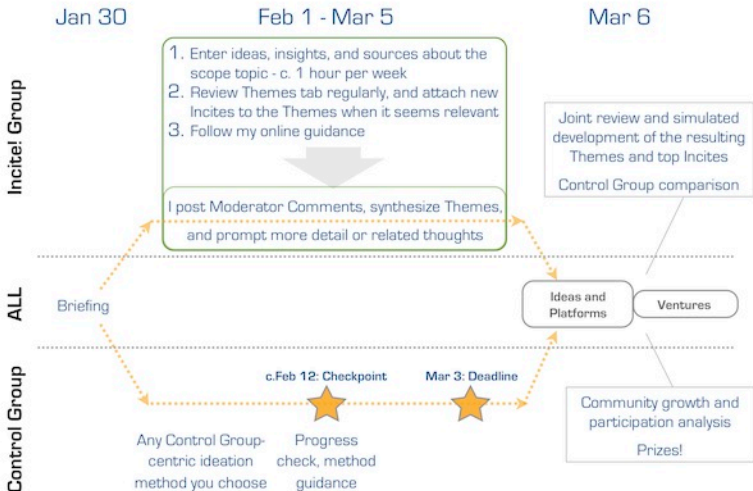 Jan 30
Feb 1 - Mar 5
Mar 6
Incite! Group
1. Enter ideas, insights, and sources about the
scope topic - c. 1 hour per week
2. Review Themes tab regularly, and attach new
Incites to the Themes when it seems relevant
3. Follow my online guidance
I post Moderator Comments, synthesize Themes,
and prompt more detail or related thoughts
Joint review and simulated
development of the resulting
Themes and top Incites
Control Group comparison
ALL
Briefing
Ideas and
Platforms
Ventures
Control Group
c.Feb 12: Checkpoint
Mar 3: Deadline
Any Control Group-
centric ideation
method you choose
Progress
check, method
guidance
Community growth and
participation analysis
Prizes!